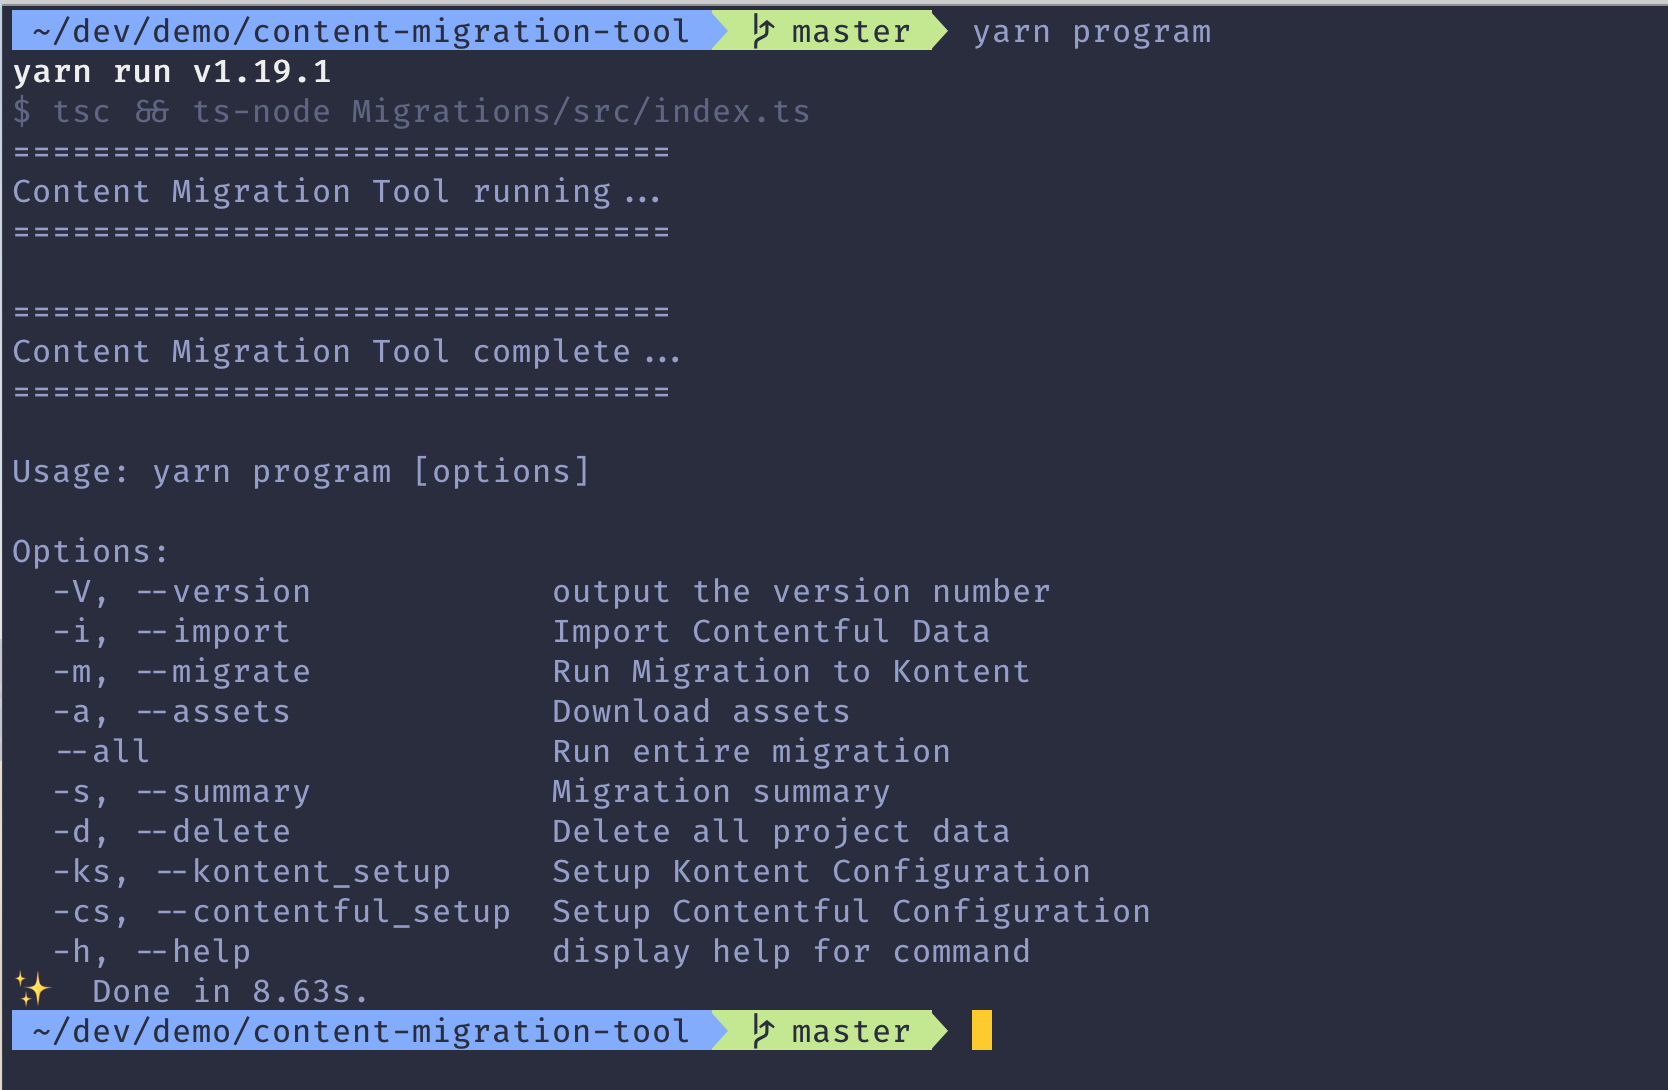 ~/dev/demo/content-migration-tool master yarn program
yarn run v1.19.1
$ tsc && ts-node Migrations/src/index.ts
=================================
Content Migration Tool running...
=================================

=================================
Content Migration Tool complete...
=================================

Usage: yarn program [options]

Options:
  -V, --version            output the version number
  -i, --import             Import Contentful Data
  -m, --migrate            Run Migration to Kontent
  -a, --assets             Download assets
  --all                    Run entire migration
  -s, --summary            Migration summary
  -d, --delete             Delete all project data
  -ks, --kontent_setup     Setup Kontent Configuration
  -cs, --contentful_setup  Setup Contentful Configuration
  -h, --help               display help for command
✨  Done in 8.63s.
~/dev/demo/content-migration-tool master